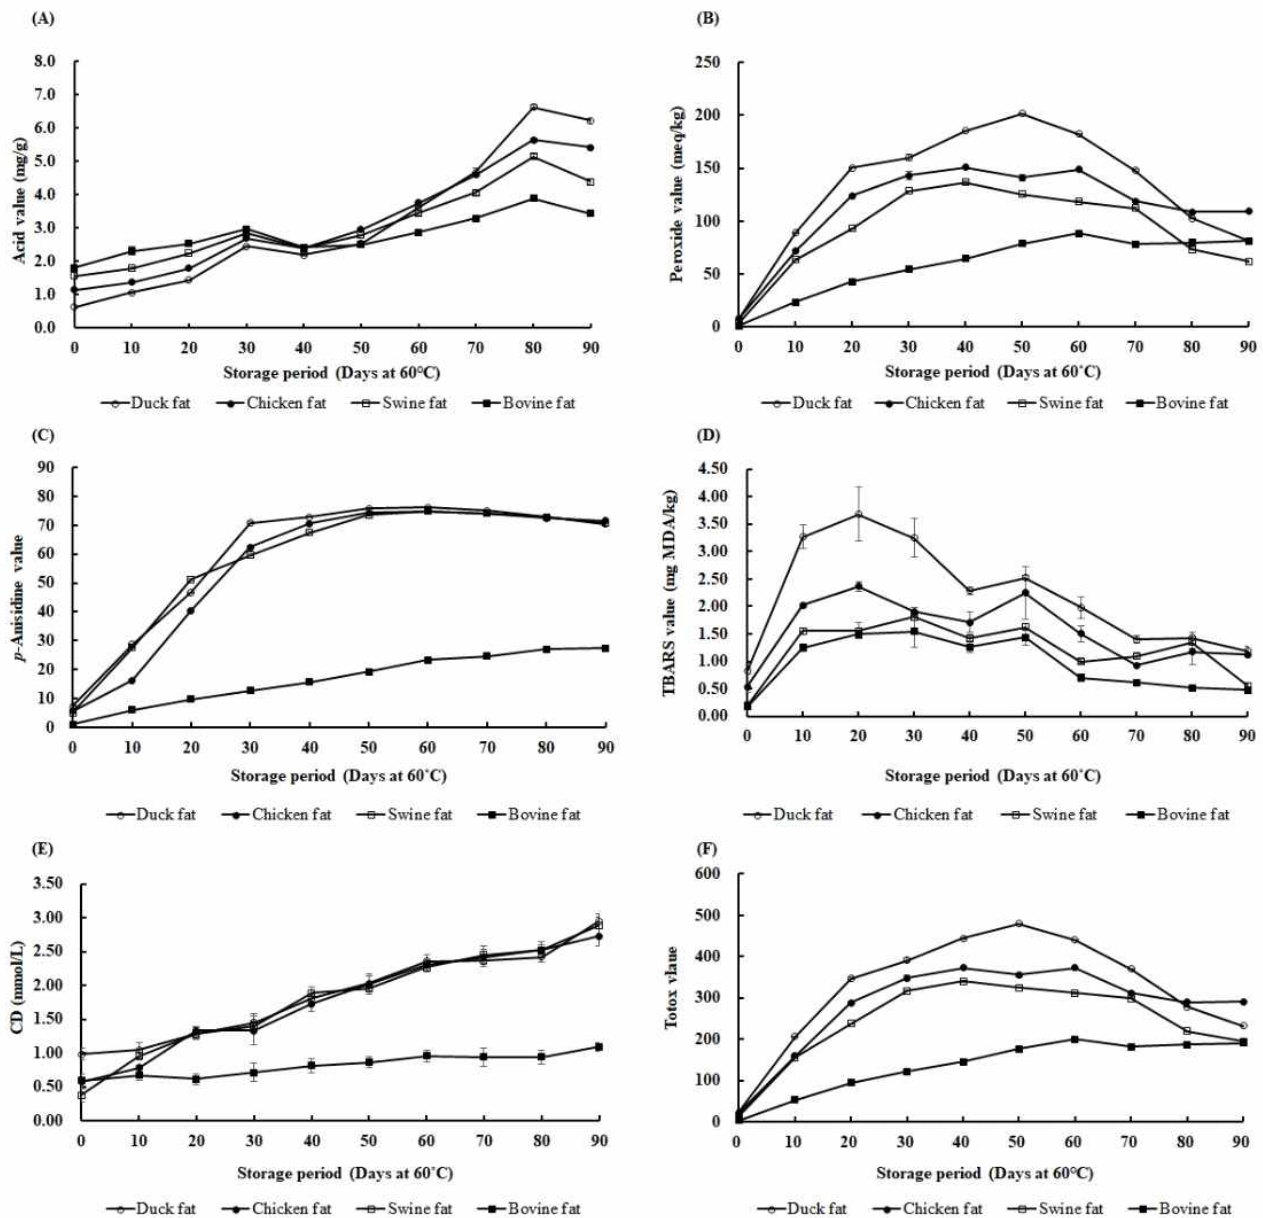 (A)
8.0
7.0
6.0
5.0
4.0
3.0
2.0
1.0
0.0
Acid value (mg/g)
0 10 20 30 40 50 60 70 80 90
Storage period (Days at 60°C)
Duck fat Chicken fat Swine fat Bovine fat
(B)
250
200
150
100
50
0
Peroxide value (meq/kg)
0 10 20 30 40 50 60 70 80 90
Storage period (Days at 60˚C)
Duck fat Chicken fat Swine fat Bovine fat
(C)
90
80
70
60
50
40
30
20
10
0
p-Anisidine value
0 10 20 30 40 50 60 70 80 90
Storage period (Days at 60˚C)
Duck fat Chicken fat Swine fat Bovine fat
(D)
4.50
4.00
3.50
3.00
2.50
2.00
1.50
1.00
0.50
0.00
TBARS value (mg MDA/kg)
0 10 20 30 40 50 60 70 80 90
Storage period (Days at 60˚C)
Duck fat Chicken fat Swine fat Bovine fat
(E)
3.50
3.00
2.50
2.00
1.50
1.00
0.50
0.00
CD (mmol/L)
0 10 20 30 40 50 60 70 80 90
Storage period (Days at 60˚C)
Duck fat Chicken fat Swine fat Bovine fat
(F)
600
500
400
300
200
100
0
Totox vlaue
0 10 20 30 40 50 60 70 80 90
Storage period (Days at 60°C)
Duck fat Chicken fat Swine fat Bovine fat